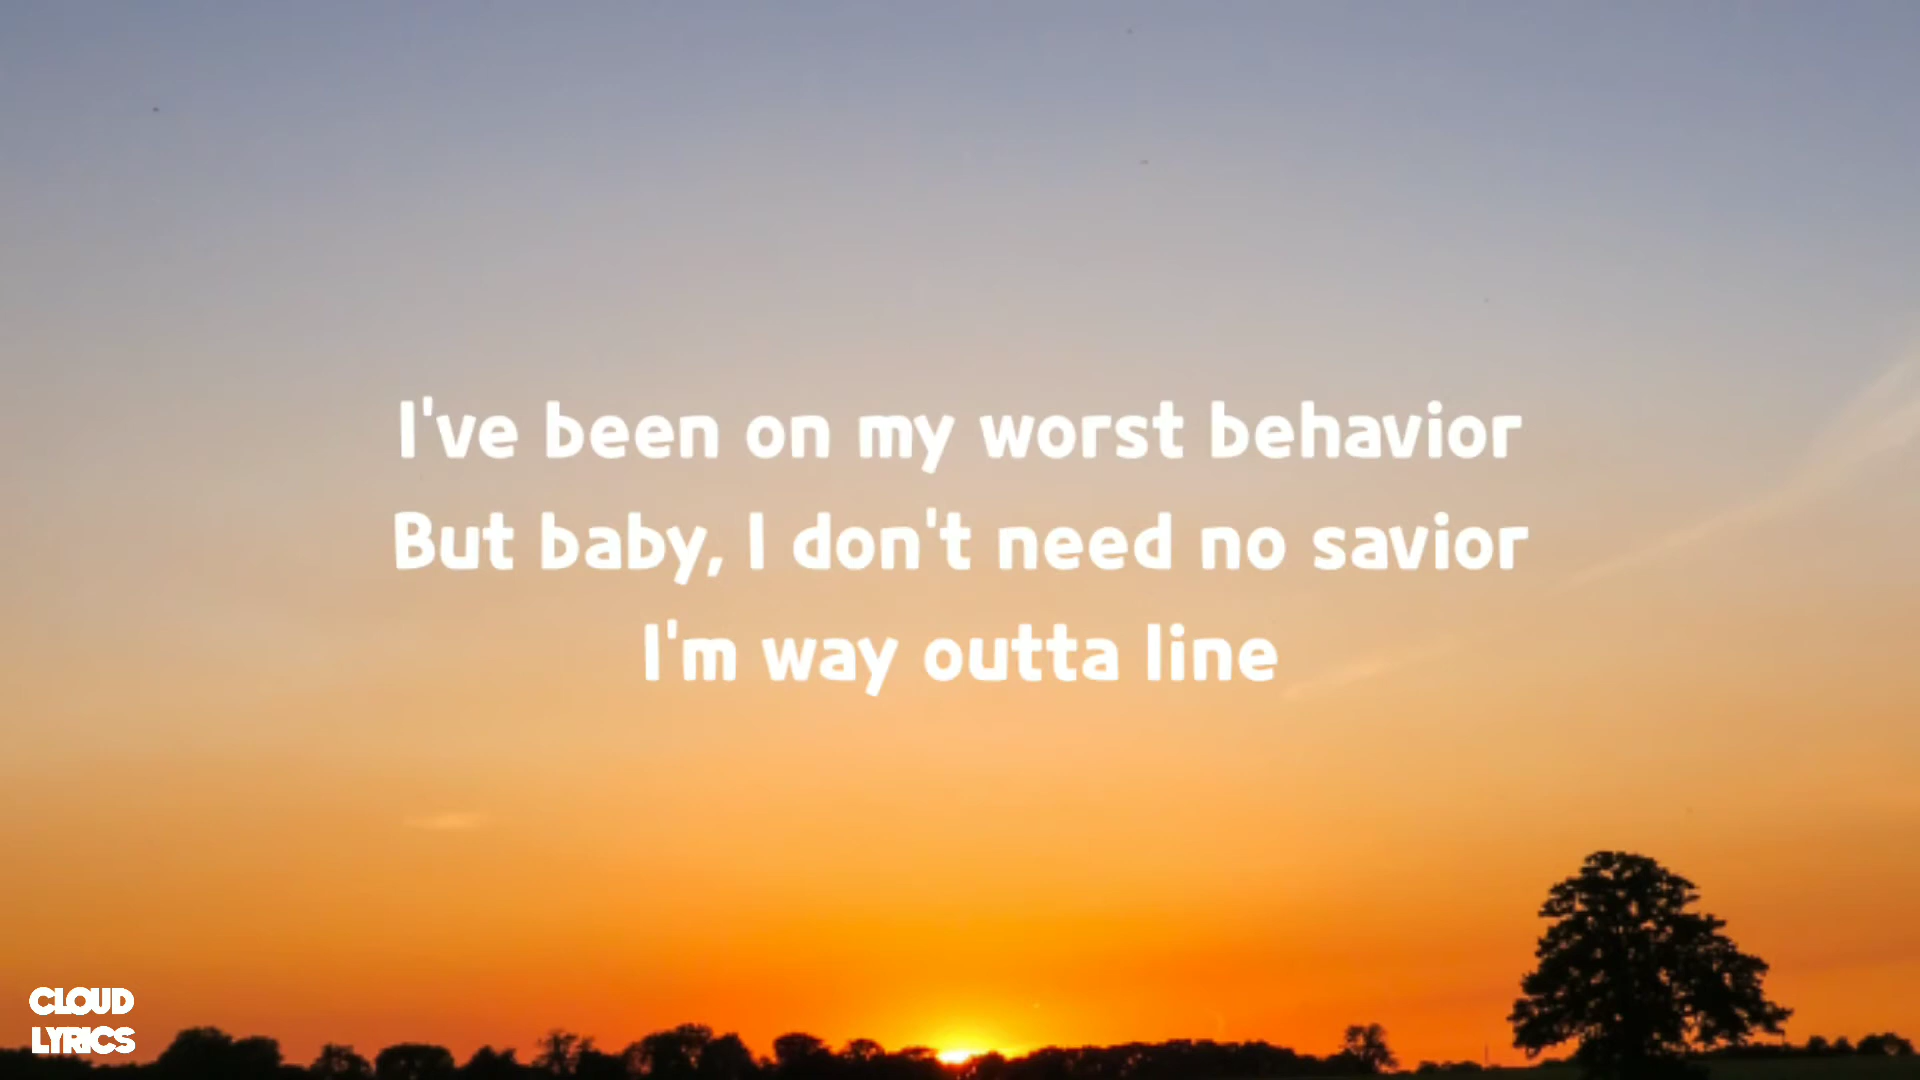 I've been on my worst behavior
But baby, I don't need no savior
I'm way outta line
CLOUD
LYRICS